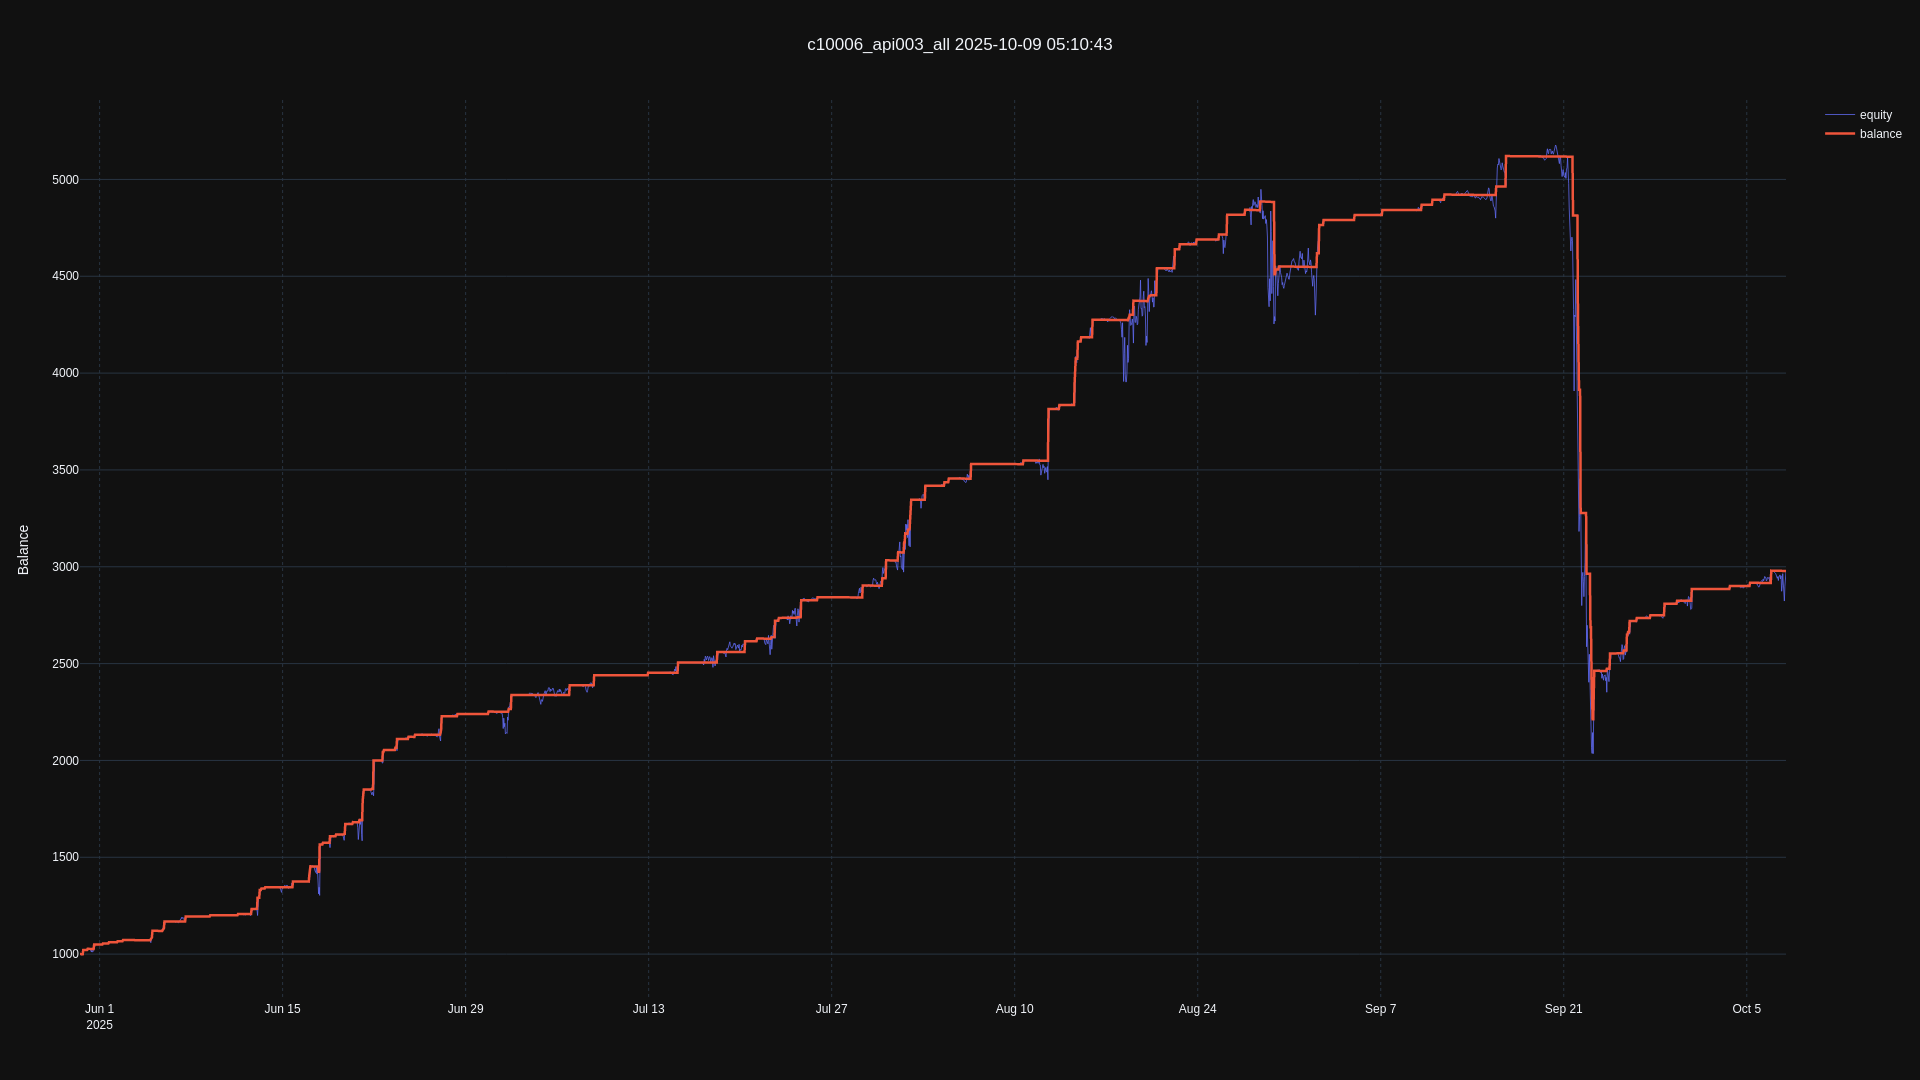 c10006_api003_all 2025-10-09 05:10:43
equity
balance
Balance
5000
4500
4000
3500
3000
2500
2000
1500
1000
Jun 1
2025
Jun 15
Jun 29
Jul 13
Jul 27
Aug 10
Aug 24
Sep 7
Sep 21
Oct 5